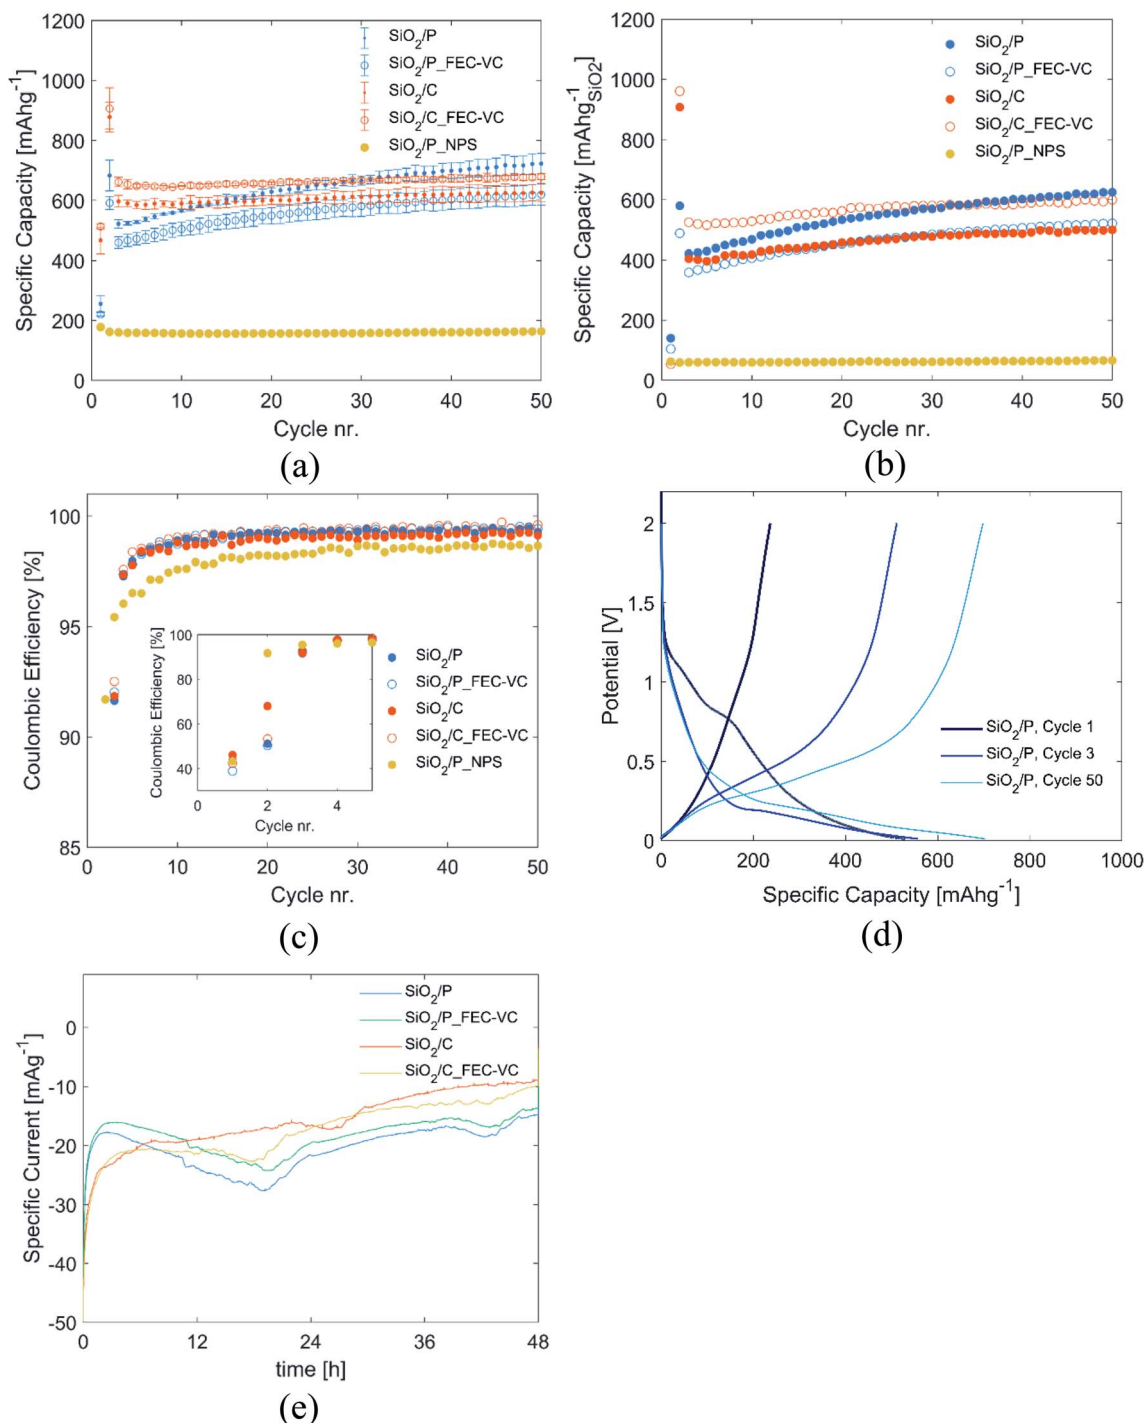 1200
1000
800
600
400
200
0
Specific Capacity [mAhg⁻¹]
SiO₂/P
SiO₂/P_FEC-VC
SiO₂/C
SiO₂/C_FEC-VC
SiO₂/P_NPS
0 10 20 30 40 50
Cycle nr.
(a)
1200
1000
800
600
400
200
0
Specific Capacity [mAhg⁻¹SiO2]
SiO₂/P
SiO₂/P_FEC-VC
SiO₂/C
SiO₂/C_FEC-VC
SiO₂/P_NPS
0 10 20 30 40 50
Cycle nr.
(b)
100
95
90
85
Coulombic Efficiency [%]
100
80
60
40
Coulombic Efficiency [%]
0 2 4
Cycle nr.
SiO₂/P
SiO₂/P_FEC-VC
SiO₂/C
SiO₂/C_FEC-VC
SiO₂/P_NPS
0 10 20 30 40 50
Cycle nr.
(c)
2
1.5
1
0.5
0
Potential [V]
SiO₂/P, Cycle 1
SiO₂/P, Cycle 3
SiO₂/P, Cycle 50
0 200 400 600 800 1000
Specific Capacity [mAhg⁻¹]
(d)
0
-10
-20
-30
-40
-50
Specific Current [mAg⁻¹]
SiO₂/P
SiO₂/P_FEC-VC
SiO₂/C
SiO₂/C_FEC-VC
0 12 24 36 48
time [h]
(e)